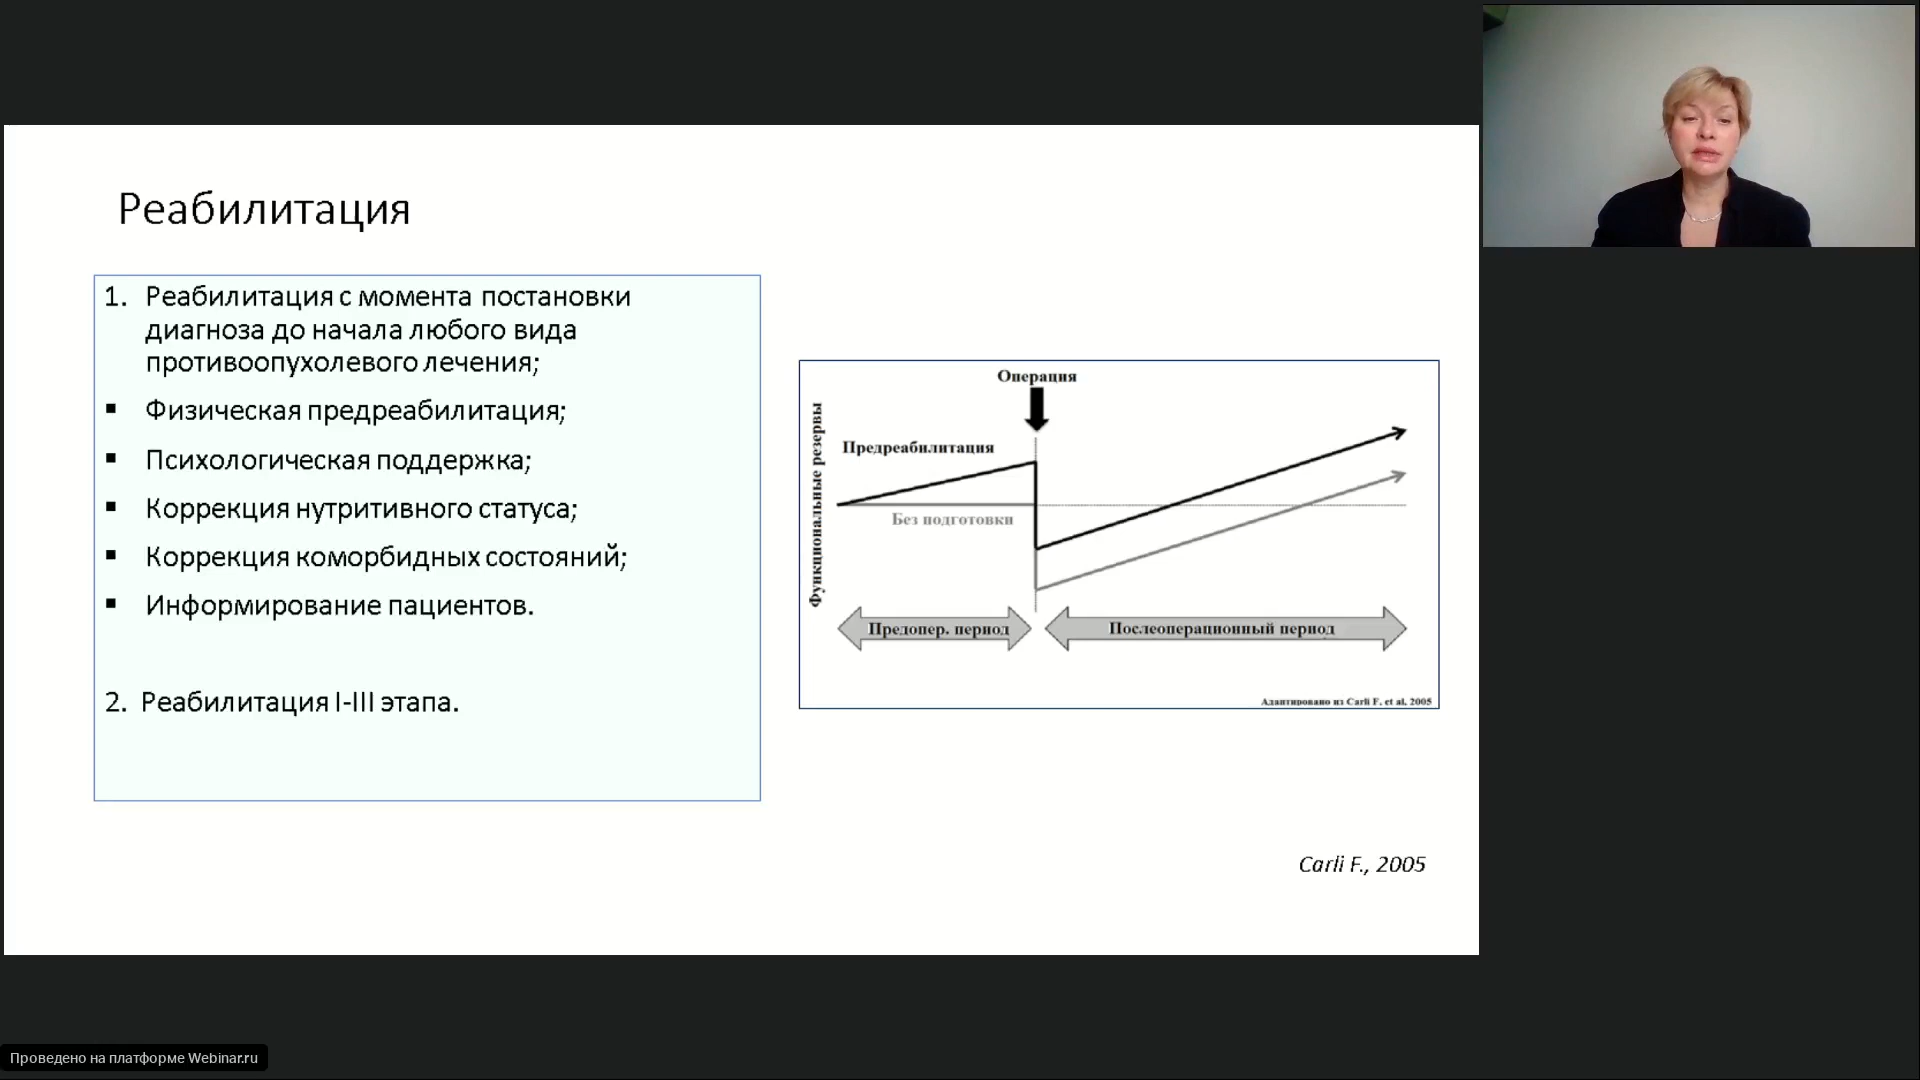 Реабилитация
1. Реабилитация с момента постановки
диагноза до начала любого вида
противоопухолевого лечения;
▪ Физическая предреабилитация;
▪ Психологическая поддержка;
▪ Коррекция нутритивного статуса;
▪ Коррекция коморбидных состояний;
▪ Информирование пациентов.
2. Реабилитация I-III этапа.
Операция
Функциональные резервы
Предреабилитация
Без подготовки
Предопер. период
Послеоперационный период
Адаптировано из Carli F. et al. 2005
Carli F., 2005
Проведено на платформе Webinar.ru